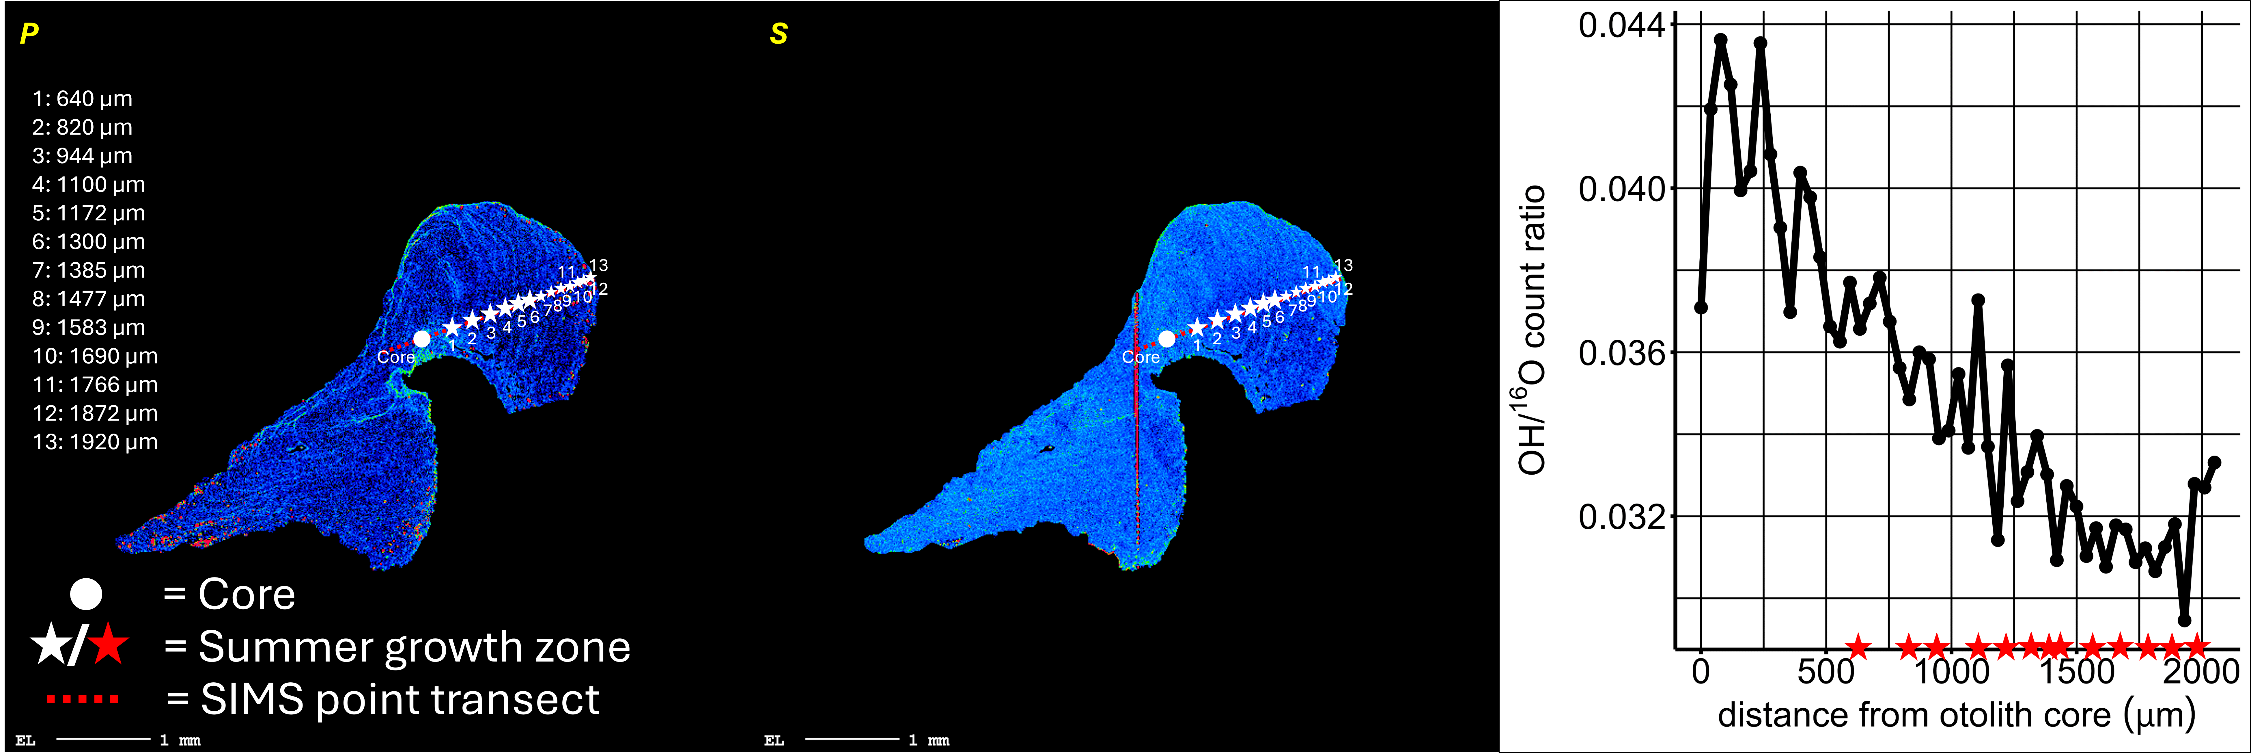 P
1: 640 µm
2: 820 µm
3: 944 µm
4: 1100 µm
5: 1172 µm
6: 1300 µm
7: 1385 µm
8: 1477 µm
9: 1583 µm
10: 1690 µm
11: 1766 µm
12: 1872 µm
13: 1920 µm
13
11
12
10
9
8
7
6
5
4
3
2
1
Core
= Core
/
= Summer growth zone
= SIMS point transect
EL 1 mm
S
13
11
12
10
9
8
7
6
5
4
3
2
1
Core
EL 1 mm
OH/¹⁶O count ratio
0.044
0.040
0.036
0.032
0 500 1000 1500 2000
distance from otolith core (µm)